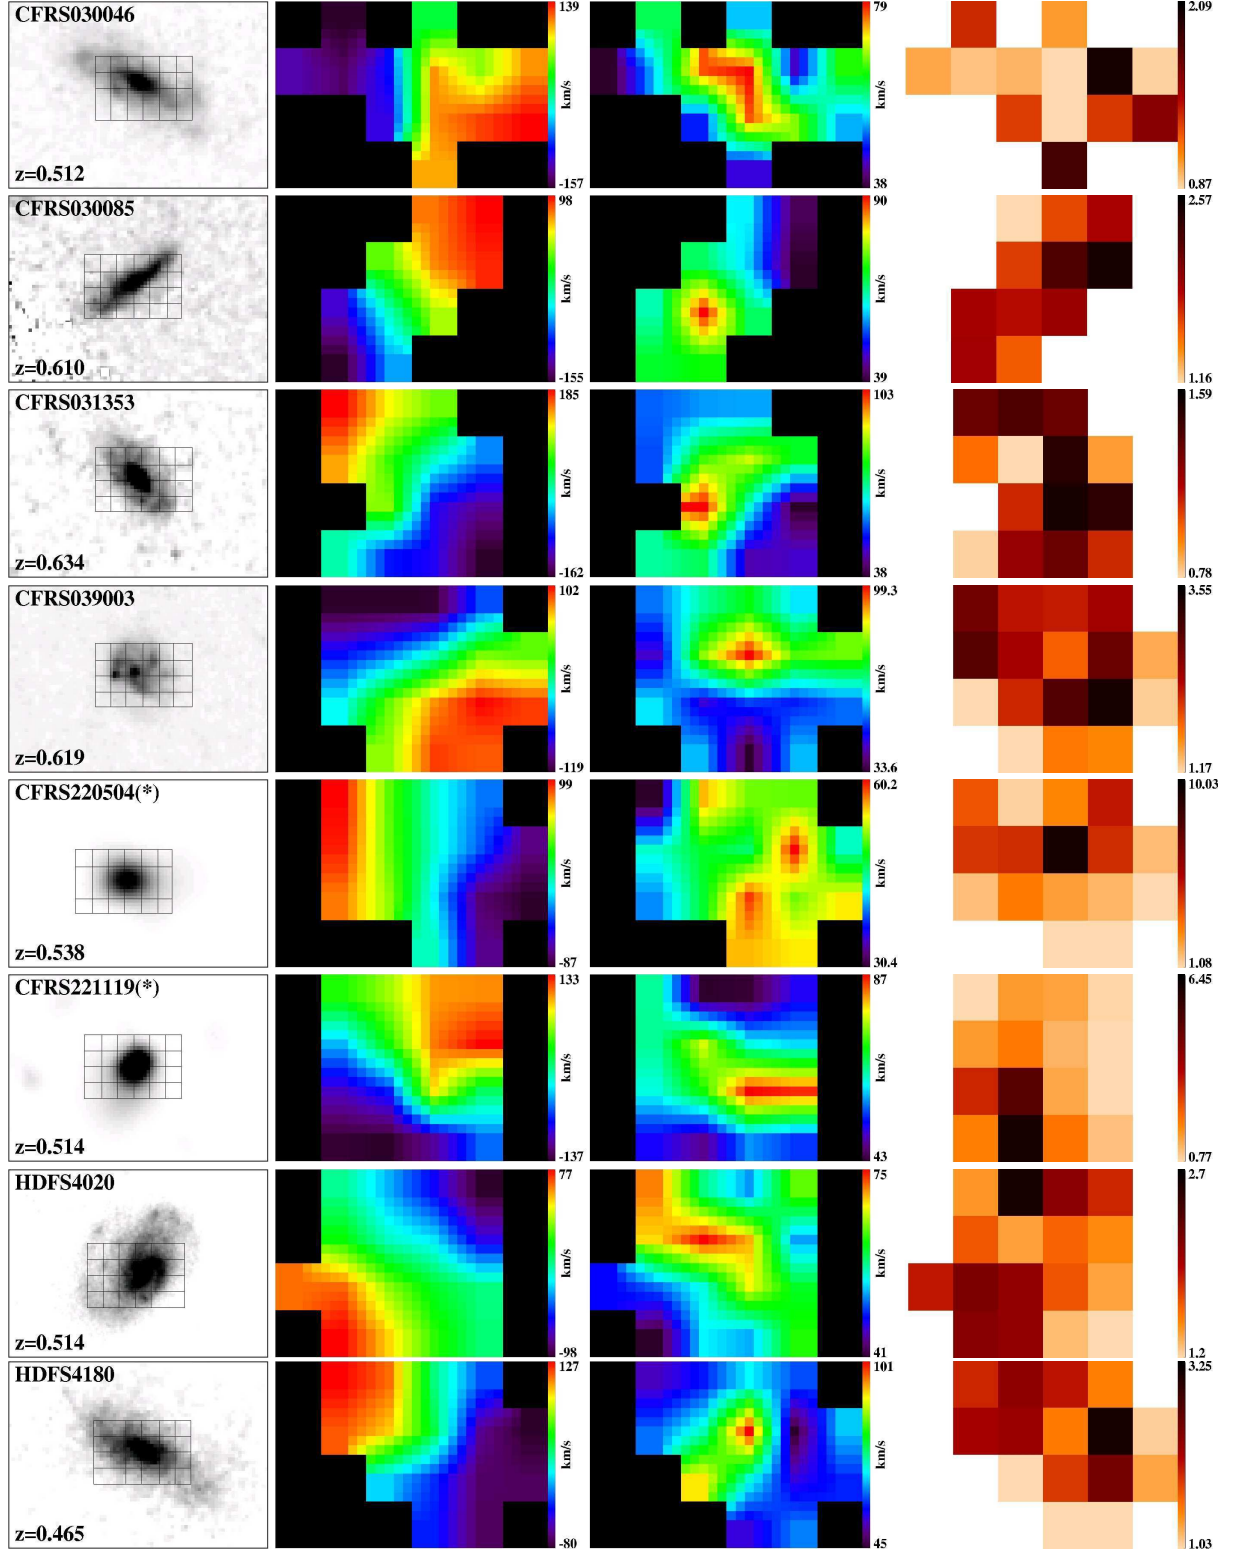 CFRS030046
z=0.512
139
km/s
-157
79
km/s
38
2.09
0.87
CFRS030085
z=0.610
98
km/s
-155
90
km/s
39
2.57
1.16
CFRS031353
z=0.634
185
km/s
-162
103
km/s
38
1.59
0.78
CFRS039003
z=0.619
102
km/s
-119
99.3
km/s
33.6
3.55
1.17
CFRS220504(*)
z=0.538
99
km/s
-87
60.2
km/s
30.4
10.03
1.08
CFRS221119(*)
z=0.514
133
km/s
-137
87
km/s
43
6.45
0.77
HDFS4020
z=0.514
77
km/s
-98
75
km/s
41
2.7
1.2
HDFS4180
z=0.465
127
km/s
-80
101
km/s
45
3.25
1.03